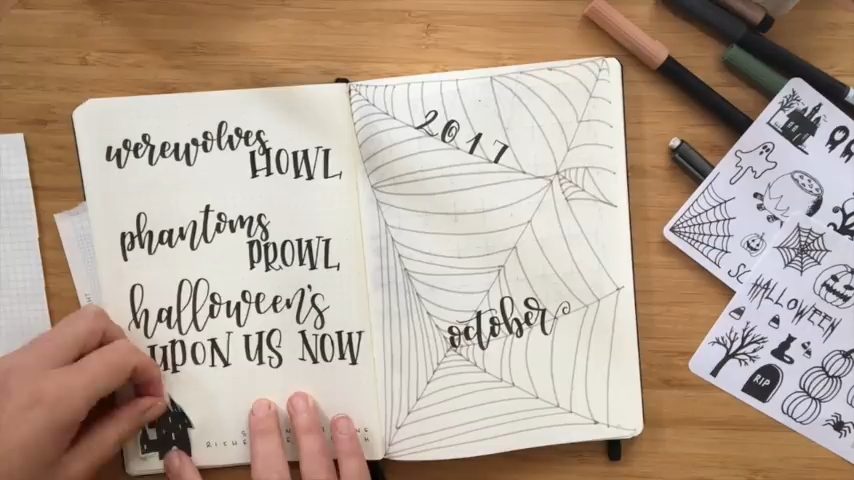 werewolves
HOWL
phantoms
PROWL
halloween's
UPON US NOW
2017
october
HALLOWEEN
RIP